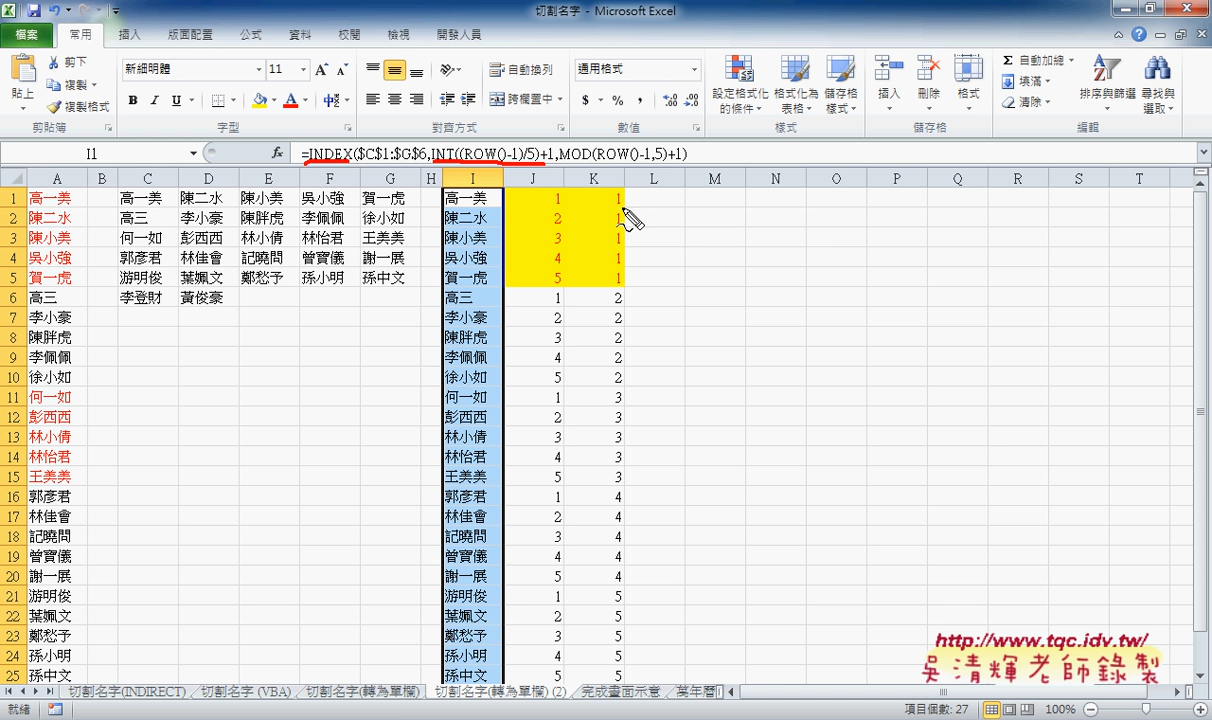 切割名字 - Microsoft Excel
檔案 常用 插入 版面配置 公式 資料 校閱 檢視 開發人員
貼上 剪下 複製 複製格式 剪貼簿
新細明體 11 B I U 字型
自動換列 跨欄置中 對齊方式
通用格式 $ % , 數值
設定格式化的條件 格式化為表格 儲存格樣式 樣式
插入 刪除 格式 儲存格
Σ 自動加總 填滿 清除 排序與篩選 尋找與選取 編輯
I1 fx =INDEX($C$1:$G$6,INT((ROW()-1)/5)+1,MOD(ROW()-1,5)+1)
A B C D E F G H I J K L M N O P Q R S T
1 高一美 高一美 陳二水 陳小美 吳小強 賀一虎 高一美 1 1
2 陳二水 高三 李小豪 陳胖虎 李佩佩 徐小如 陳二水 2 1
3 陳小美 何一如 彭西西 林小倩 林怡君 王美美 陳小美 3 1
4 吳小強 郭彥君 林佳會 記曉問 曾寶儀 謝一展 吳小強 4 1
5 賀一虎 游明俊 葉姵文 鄭愁予 孫小明 孫中文 賀一虎 5 1
6 高三 李登財 黃俊豪 高三 1 2
7 李小豪 李小豪 2 2
8 陳胖虎 陳胖虎 3 2
9 李佩佩 李佩佩 4 2
10 徐小如 徐小如 5 2
11 何一如 何一如 1 3
12 彭西西 彭西西 2 3
13 林小倩 林小倩 3 3
14 林怡君 林怡君 4 3
15 王美美 王美美 5 3
16 郭彥君 郭彥君 1 4
17 林佳會 林佳會 2 4
18 記曉問 記曉問 3 4
19 曾寶儀 曾寶儀 4 4
20 謝一展 謝一展 5 4
21 游明俊 游明俊 1 5
22 葉姵文 葉姵文 2 5
23 鄭愁予 鄭愁予 3 5
24 孫小明 孫小明 4 5
25 孫中文 孫中文 5 5
http://www.tqc.idv.tw/
吳清輝老師錄製
切割名字(INDIRECT) 切割名字 (VBA) 切割名字(轉為單欄) 切割名字(轉為單欄) (2) 完成畫面示意 萬年曆
就緒 項目個數: 27 100%